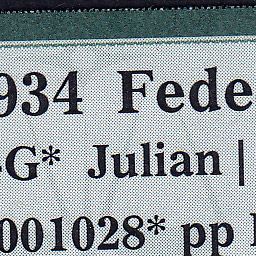 934 Fede
-G* Julian |
001028* pp